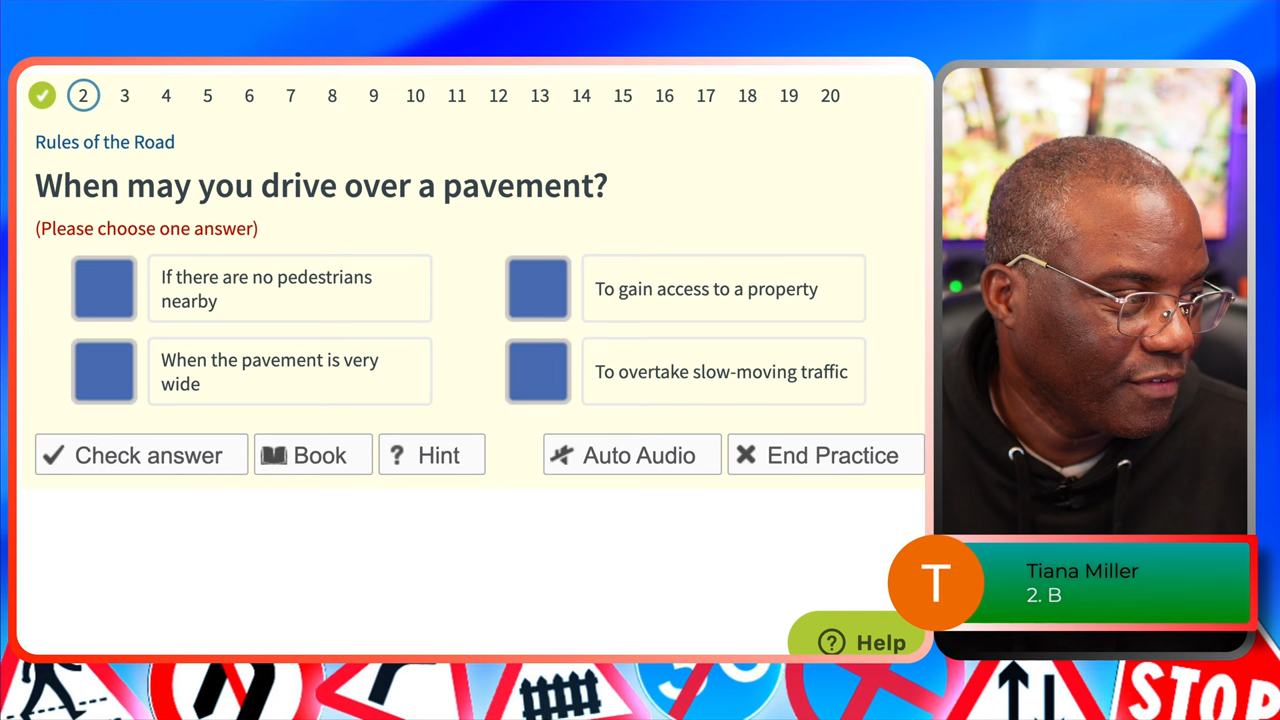 2 3 4 5 6 7 8 9 10 11 12 13 14 15 16 17 18 19 20
Rules of the Road
When may you drive over a pavement?
(Please choose one answer)
If there are no pedestrians
nearby
To gain access to a property
When the pavement is very
wide
To overtake slow-moving traffic
Check answer
Book
? Hint
Auto Audio
End Practice
T
Tiana Miller
2. B
? Help
STOP